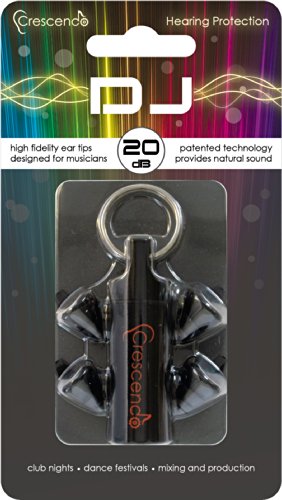 Crescendo
Hearing Protection
DJ
high fidelity ear tips
designed for musicians
20
dB
patented technology
provides natural sound
Crescendo
club nights • dance festivals • mixing and production